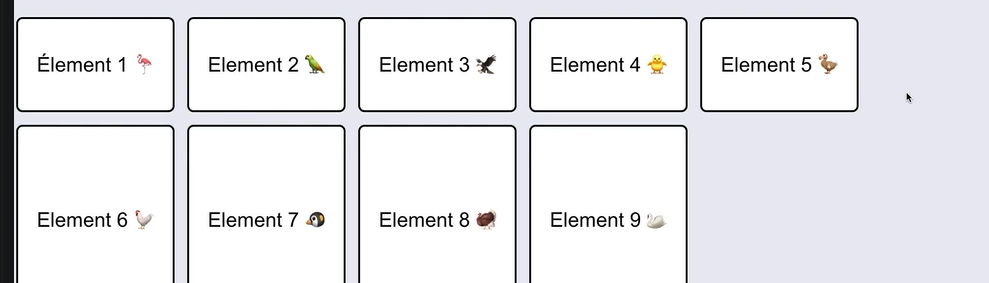 Élement 1 🦩
Element 2 🦜
Element 3 🦅
Element 4 🐥
Element 5 🦆
Element 6 🐓
Element 7 🐧
Element 8 🦃
Element 9 🦢